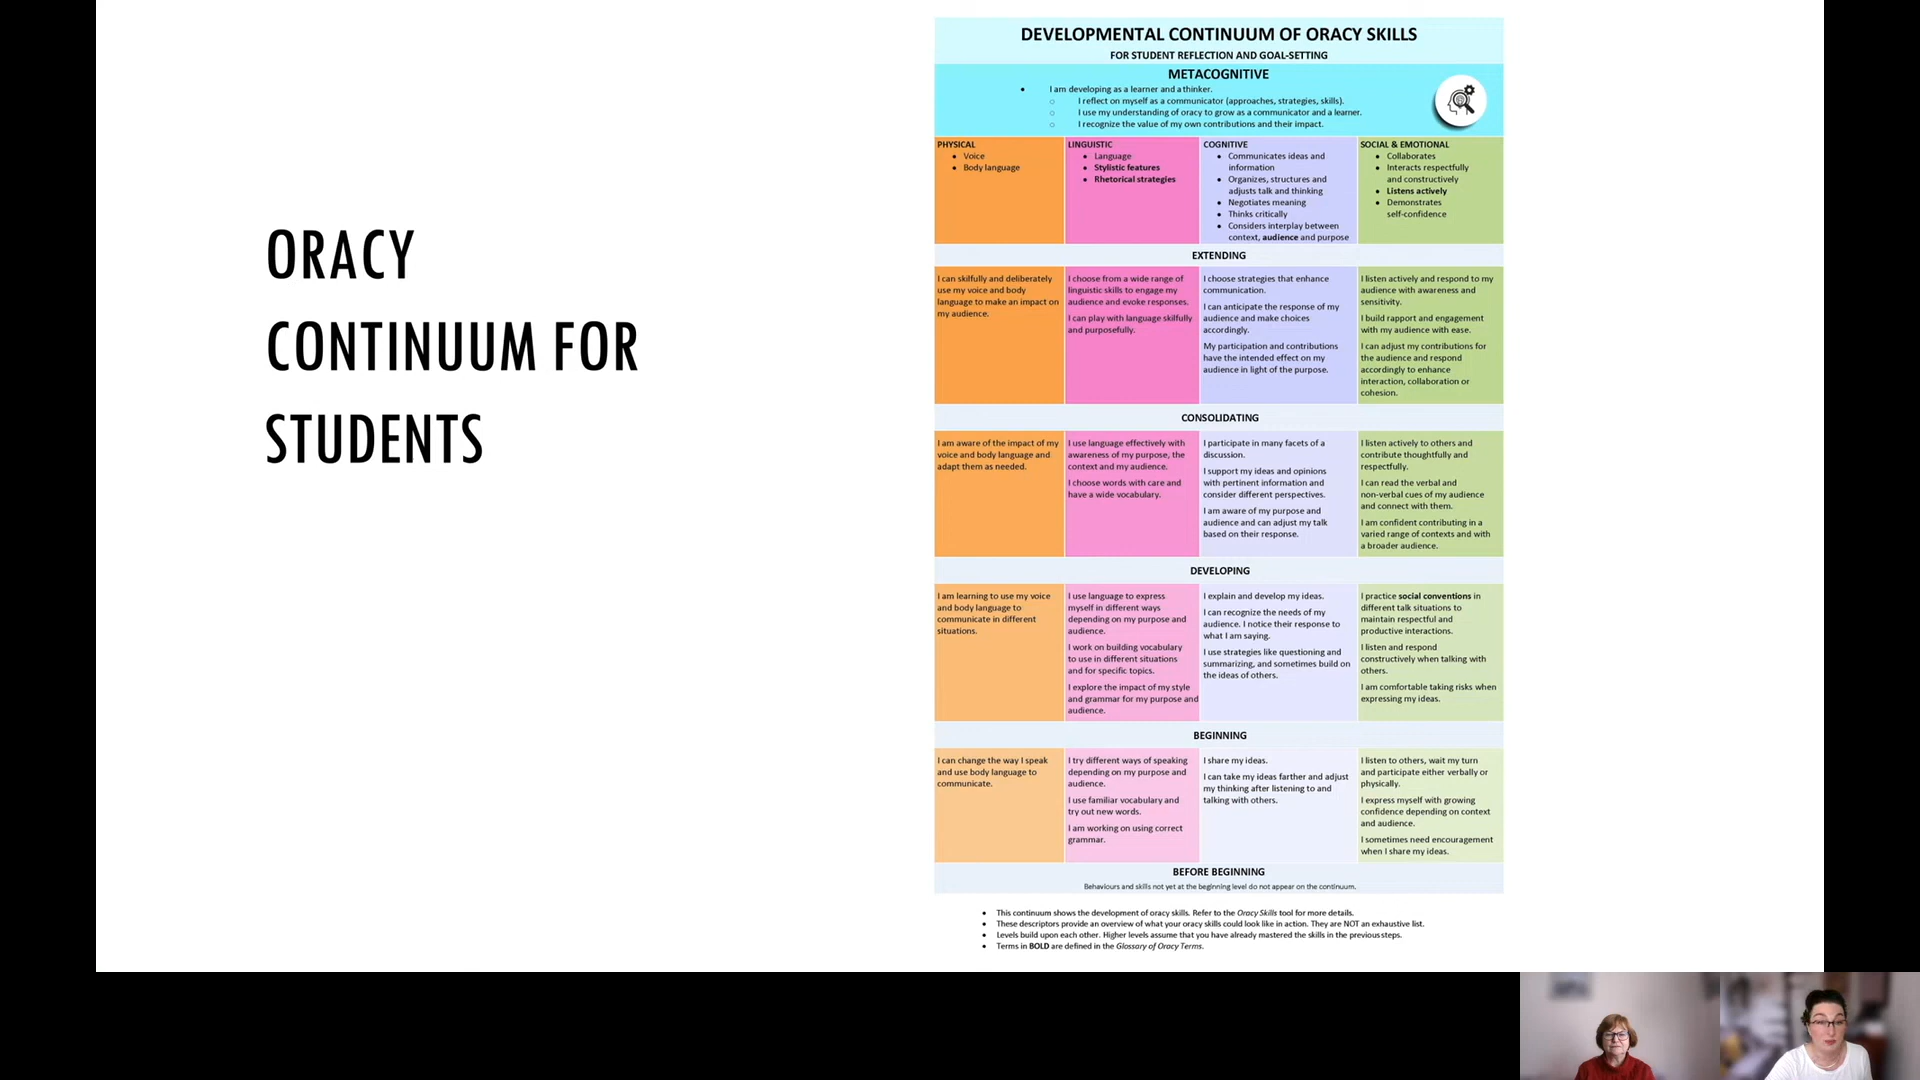 ORACY
CONTINUUM FOR
STUDENTS
DEVELOPMENTAL CONTINUUM OF ORACY SKILLS
FOR STUDENT REFLECTION AND GOAL-SETTING
METACOGNITIVE
• I am developing as a learner and a thinker.
○ I reflect on myself as a communicator (approaches, strategies, skills).
○ I use my understanding of oracy to grow as a communicator and a learner.
○ I recognize the value of my own contributions and their impact.
PHYSICAL
• Voice
• Body language
LINGUISTIC
• Language
• Stylistic features
• Rhetorical strategies
COGNITIVE
• Communicates ideas and
information
• Organizes, structures and
adjusts talk and thinking
• Negotiates meaning
• Thinks critically
• Considers interplay between
context, audience and purpose
SOCIAL & EMOTIONAL
• Collaborates
• Interacts respectfully
and constructively
• Listens actively
• Demonstrates
self-confidence
EXTENDING
I can skilfully and deliberately
use my voice and body
language to make an impact on
my audience.
I choose from a wide range of
linguistic skills to engage my
audience and evoke responses.
I can play with language skilfully
and purposefully.
I choose strategies that enhance
communication.
I can anticipate the response of my
audience and make choices
accordingly.
My participation and contributions
have the intended effect on my
audience in light of the purpose.
I listen actively and respond to my
audience with awareness and
sensitivity.
I build rapport and engagement
with my audience with ease.
I can adjust my contributions for
the audience and respond
accordingly to enhance
interaction, collaboration or
cohesion.
CONSOLIDATING
I am aware of the impact of my
voice and body language and
adapt them as needed.
I use language effectively with
awareness of my purpose, the
context and my audience.
I choose words with care and
have a wide vocabulary.
I participate in many facets of a
discussion.
I support my ideas and opinions
with pertinent information and
consider different perspectives.
I am aware of my purpose and
audience and can adjust my talk
based on their response.
I listen actively to others and
contribute thoughtfully and
respectfully.
I can read the verbal and
non-verbal cues of my audience
and connect with them.
I am confident contributing in a
varied range of contexts and with
a broader audience.
DEVELOPING
I am learning to use my voice
and body language to
communicate in different
situations.
I use language to express
myself in different ways
depending on my purpose and
audience.
I work on building vocabulary
to use in different situations
and for specific topics.
I explore the impact of my style
and grammar for my purpose and
audience.
I explain and develop my ideas.
I can recognize the needs of my
audience. I notice their response to
what I am saying.
I use strategies like questioning and
summarizing, and sometimes build on
the ideas of others.
I practice social conventions in
different talk situations to
maintain respectful and
productive interactions.
I listen and respond
constructively when talking with
others.
I am comfortable taking risks when
expressing my ideas.
BEGINNING
I can change the way I speak
and use body language to
communicate.
I try different ways of speaking
depending on my purpose and
audience.
I use familiar vocabulary and
try out new words.
I am working on using correct
grammar.
I share my ideas.
I can take my ideas farther and adjust
my thinking after listening to and
talking with others.
I listen to others, wait my turn
and participate either verbally or
physically.
I express myself with growing
confidence depending on context
and audience.
I sometimes need encouragement
when I share my ideas.
BEFORE BEGINNING
Behaviours and skills not yet at the beginning level do not appear on the continuum.
• This continuum shows the development of oracy skills. Refer to the Oracy Skills tool for more details.
• These descriptors provide an overview of what your oracy skills could look like in action. They are NOT an exhaustive list.
• Levels build upon each other. Higher levels assume that you have already mastered the skills in the previous steps.
• Terms in BOLD are defined in the Glossary of Oracy Terms.